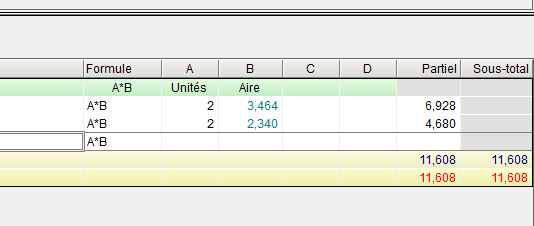 Formule A B C D Partiel Sous-total
A*B Unités Aire
A*B 2 3,464 6,928
A*B 2 2,340 4,680
A*B
11,608 11,608
11,608 11,608